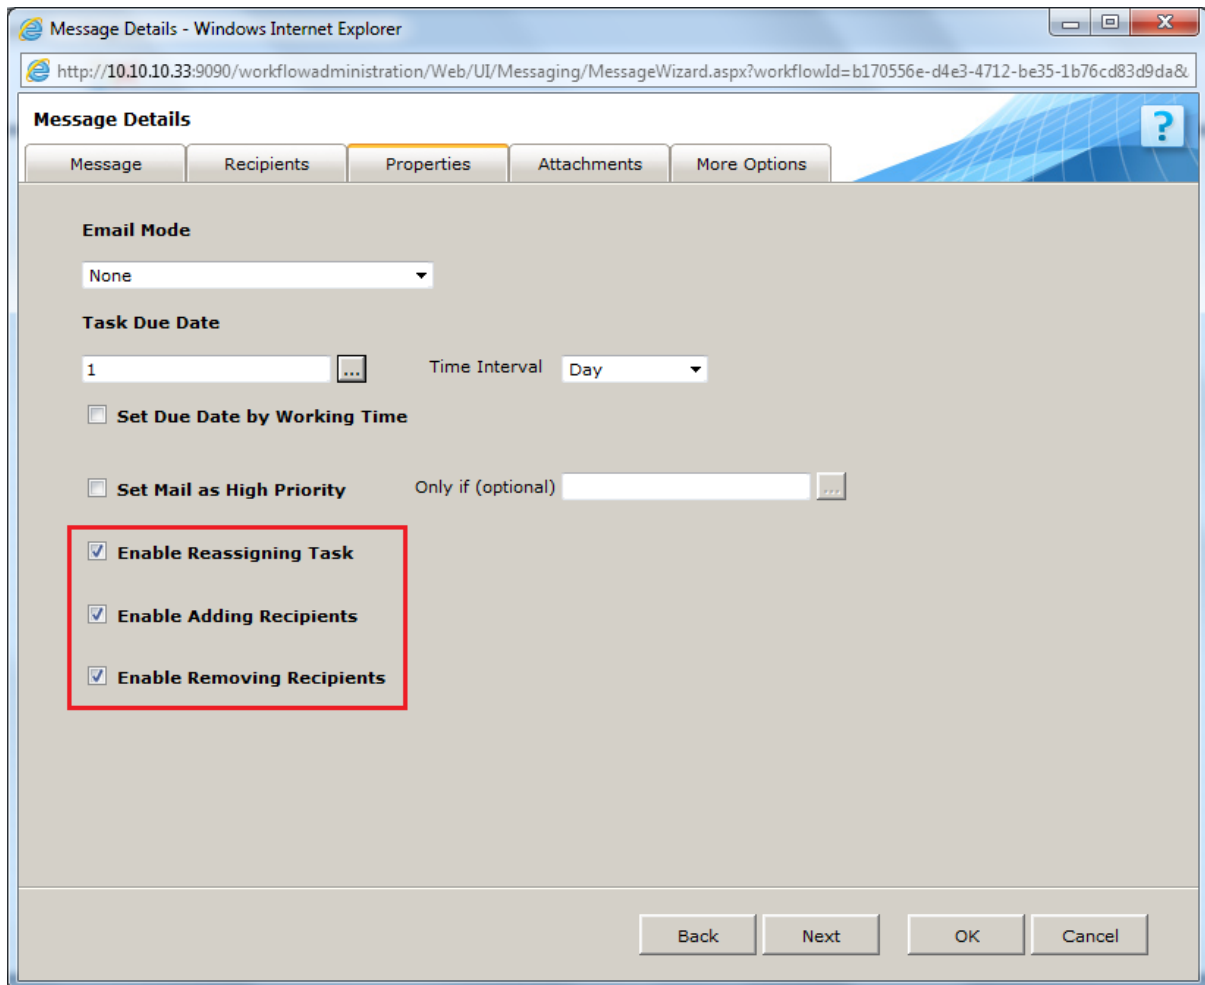 Message Details - Windows Internet Explorer
http://10.10.10.33:9090/workflowadministration/Web/UI/Messaging/MessageWizard.aspx?workflowId=b170556e-d4e3-4712-be35-1b76cd83d9da&
Message Details
?
Message Recipients Properties Attachments More Options
Email Mode
None
Task Due Date
1 ... Time Interval Day
Set Due Date by Working Time
Set Mail as High Priority Only if (optional) ...
Enable Reassigning Task
Enable Adding Recipients
Enable Removing Recipients
Back Next OK Cancel